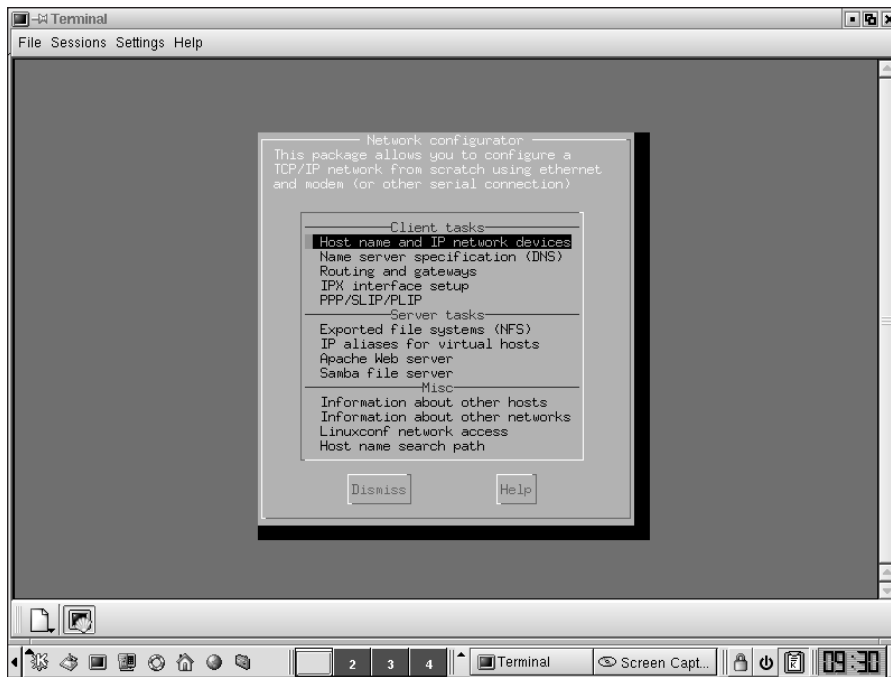 Terminal
File Sessions Settings Help
Network configurator
This package allows you to configure a
TCP/IP network from scratch using ethernet
and modem (or other serial connection)
Client tasks
Host name and IP network devices
Name server specification (DNS)
Routing and gateways
IPX interface setup
PPP/SLIP/PLIP
Server tasks
Exported file systems (NFS)
IP aliases for virtual hosts
Apache Web server
Samba file server
Misc
Information about other hosts
Information about other networks
Linuxconf network access
Host name search path
Dismiss Help
2 3 4 Terminal Screen Capt... 09:30